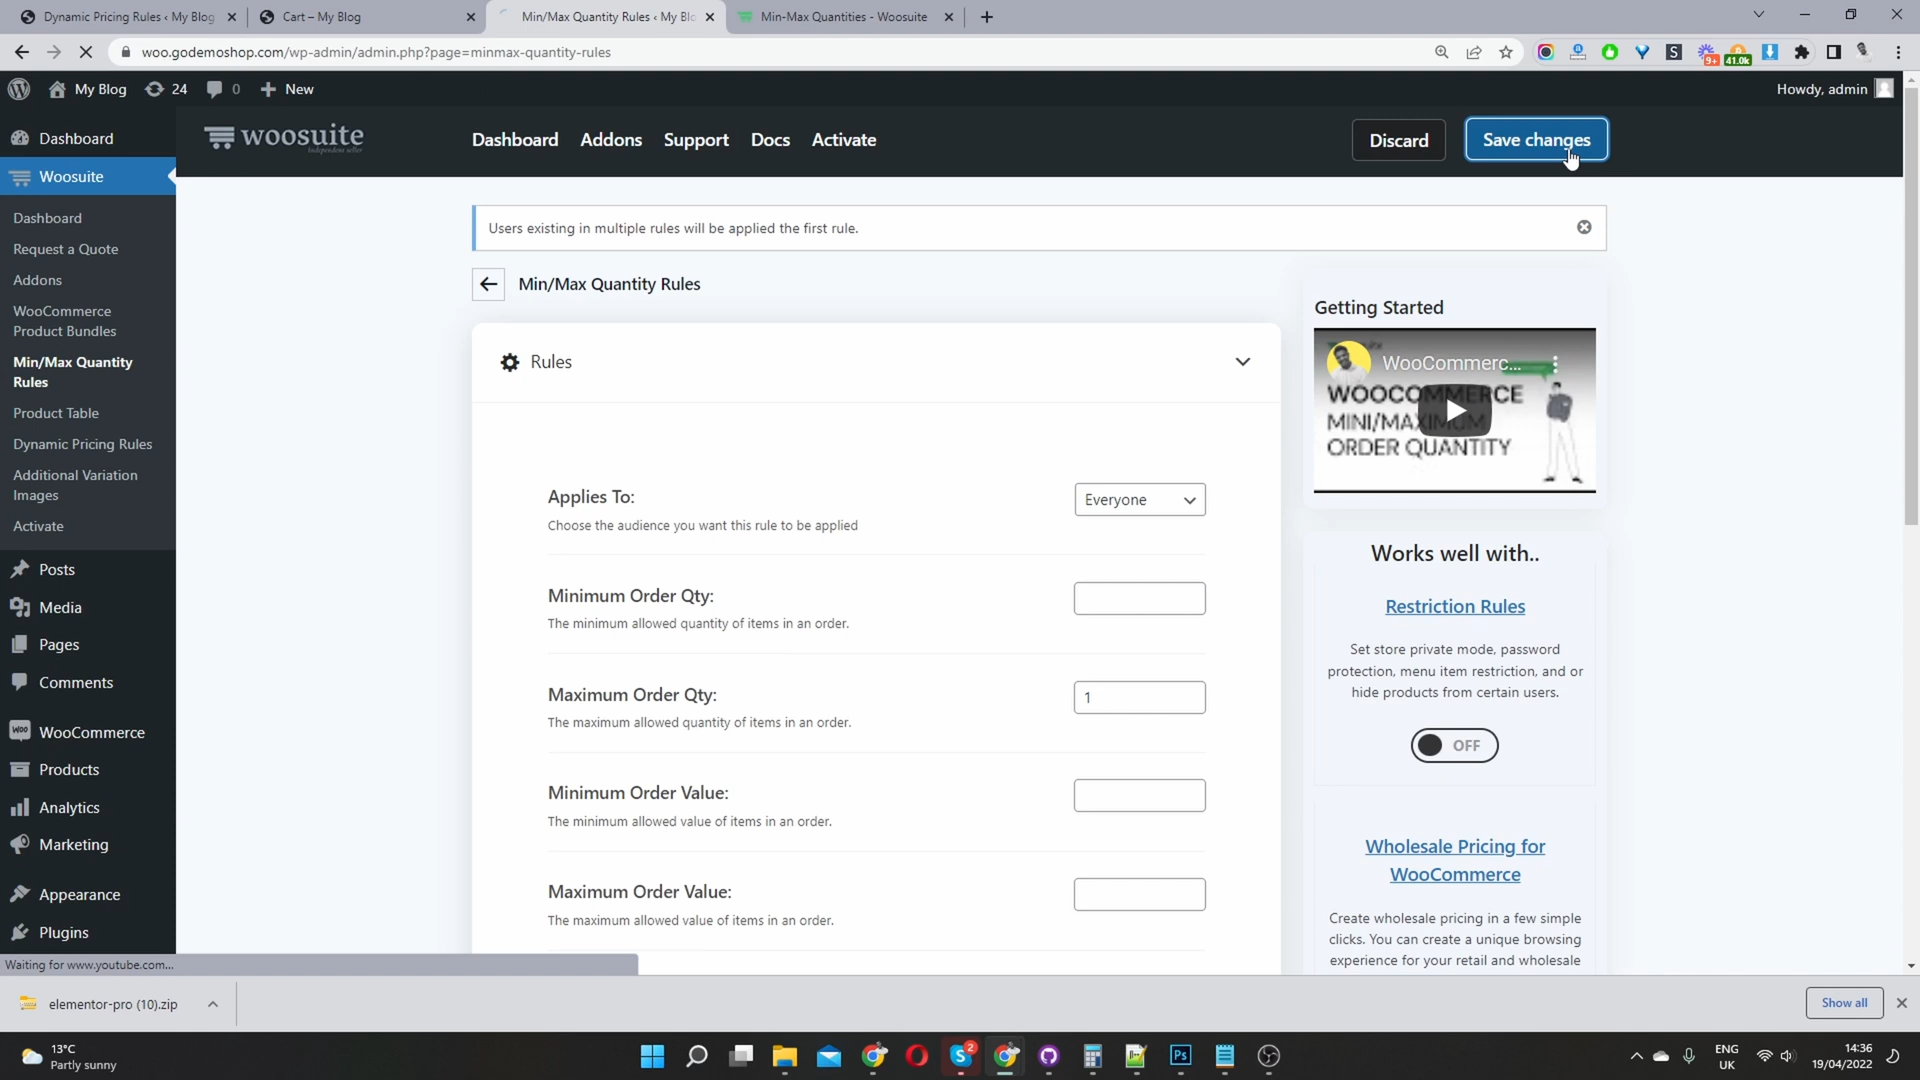 Dynamic Pricing Rules ‹ My Blog
Cart – My Blog
Min/Max Quantity Rules ‹ My Blo
Min-Max Quantities - Woosuite
woo.godemoshop.com/wp-admin/admin.php?page=minmax-quantity-rules
9+
41.0k
My Blog
24
0
New
Howdy, admin
woosuite
Dashboard
Addons
Support
Docs
Activate
Discard
Save changes
Dashboard
Woosuite
Dashboard
Request a Quote
Addons
WooCommerce
Product Bundles
Min/Max Quantity
Rules
Product Table
Dynamic Pricing Rules
Additional Variation
Images
Activate
Posts
Media
Pages
Comments
WooCommerce
Products
Analytics
Marketing
Appearance
Plugins
Users existing in multiple rules will be applied the first rule.
Min/Max Quantity Rules
Rules
Applies To:
Everyone
Choose the audience you want this rule to be applied
Minimum Order Qty:
The minimum allowed quantity of items in an order.
Maximum Order Qty:
1
The maximum allowed quantity of items in an order.
Minimum Order Value:
The minimum allowed value of items in an order.
Maximum Order Value:
The maximum allowed value of items in an order.
Getting Started
WooCommerc...
WOOCOMMERCE
MINI/MAXIMUM
ORDER QUANTITY
Works well with..
Restriction Rules
Set store private mode, password
protection, menu item restriction, and or
hide products from certain users.
OFF
Wholesale Pricing for
WooCommerce
Create wholesale pricing in a few simple
clicks. You can create a unique browsing
experience for your retail and wholesale
Waiting for www.youtube.com...
elementor-pro (10).zip
Show all
13°C
Partly sunny
2
Ps
ENG
UK
14:36
19/04/2022